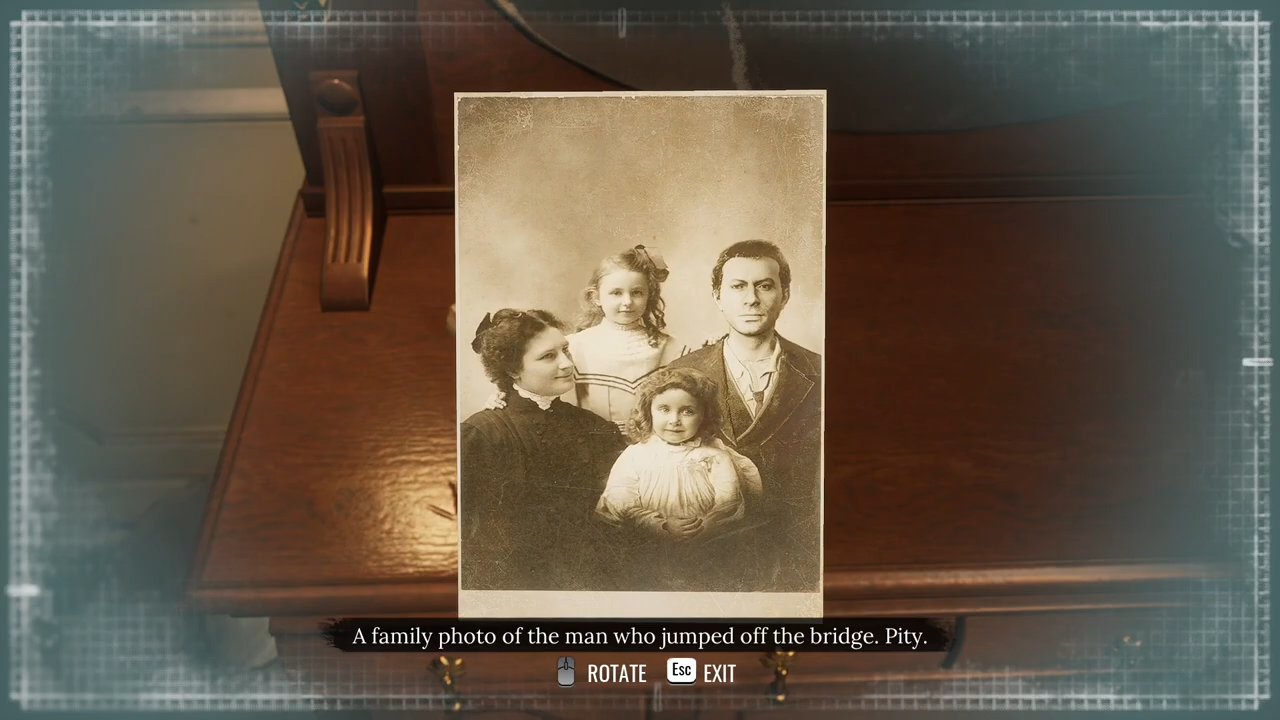 A family photo of the man who jumped off the bridge. Pity.
ROTATE Esc EXIT